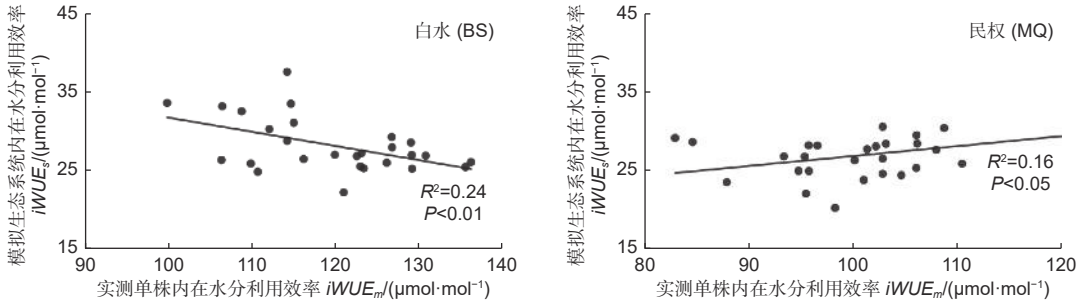 模拟生态系统内在水分利用效率
iWUEₛ/(μmol·mol⁻¹)
45
35
25
15
白水 (BS)
R²=0.24
P<0.01
90 100 110 120 130 140
实测单株内在水分利用效率 iWUEₘ/(μmol·mol⁻¹)
模拟生态系统内在水分利用效率
iWUEₛ/(μmol·mol⁻¹)
45
35
25
15
民权 (MQ)
R²=0.16
P<0.05
80 90 100 110 120
实测单株内在水分利用效率 iWUEₘ/(μmol·mol⁻¹)